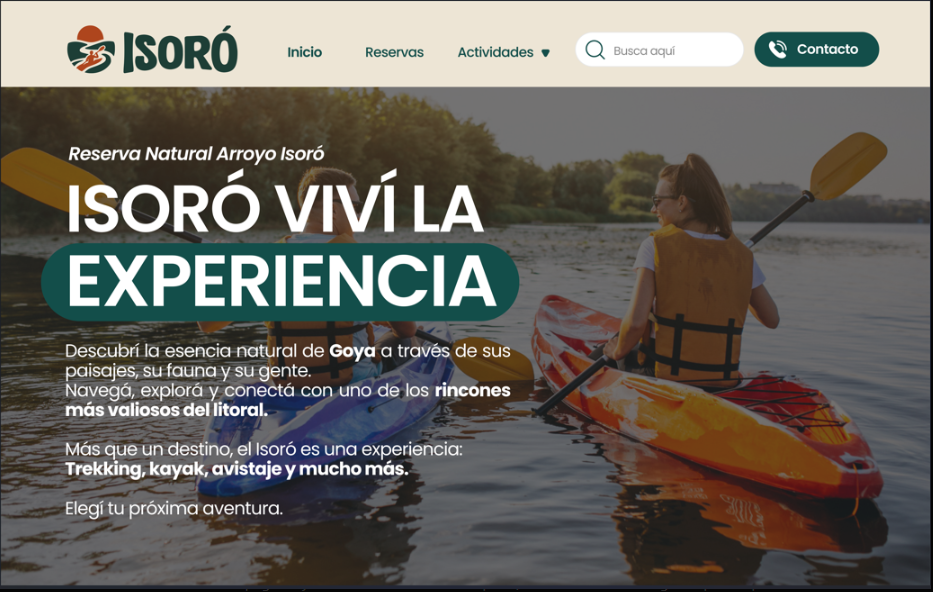 ISORÓ
Inicio
Reservas
Actividades
Busca aquí
Contacto
Reserva Natural Arroyo Isoró
ISORÓ VIVÍ LA
EXPERIENCIA
Descubrí la esencia natural de Goya a través de sus
paisajes, su fauna y su gente.
Navegá, explorá y conectá con uno de los rincones
más valiosos del litoral.
Más que un destino, el Isoró es una experiencia:
Trekking, kayak, avistaje y mucho más.
Elegí tu próxima aventura.